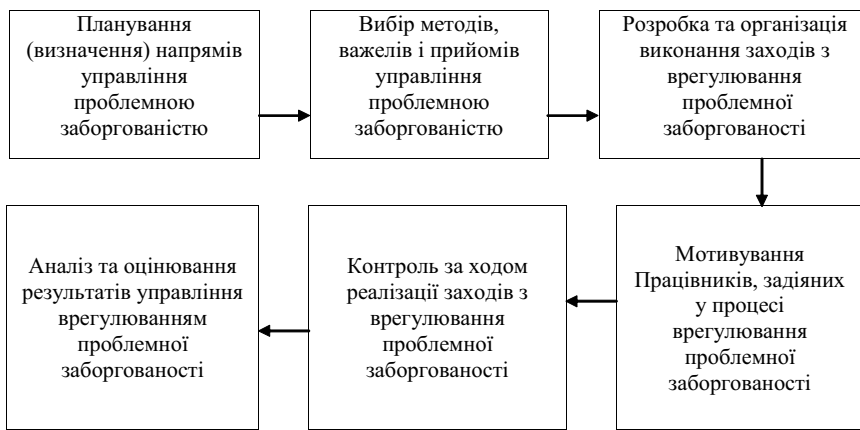 Планування
(визначення) напрямів
управління
проблемною
заборгованістю
Вибір методів,
важелів і прийомів
управління
проблемною
заборгованістю
Розробка та організація
виконання заходів з
врегулювання
проблемної
заборгованості
Мотивування
Працівників, задіяних
у процесі
врегулювання
проблемної
заборгованості
Контроль за ходом
реалізації заходів з
врегулювання
проблемної
заборгованості
Аналіз та оцінювання
результатів управління
врегулюванням
проблемної
заборгованості